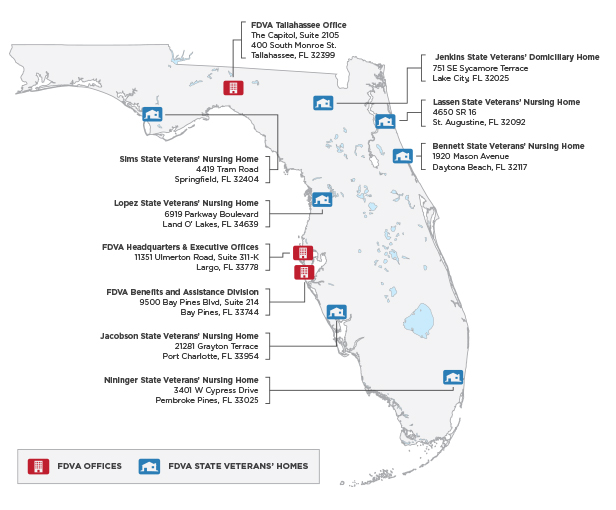 FDVA Tallahassee Office
The Capitol, Suite 2105
400 South Monroe St.
Tallahassee, FL 32399
Jenkins State Veterans' Domiciliary Home
751 SE Sycamore Terrace
Lake City, FL 32025
Lassen State Veterans' Nursing Home
4650 SR 16
St. Augustine, FL 32092
Bennett State Veterans' Nursing Home
1920 Mason Avenue
Daytona Beach, FL 32117
Sims State Veterans' Nursing Home
4419 Tram Road
Springfield, FL 32404
Lopez State Veterans' Nursing Home
6919 Parkway Boulevard
Land O' Lakes, FL 34639
FDVA Headquarters & Executive Offices
11351 Ulmerton Road, Suite 311-K
Largo, FL 33778
FDVA Benefits and Assistance Division
9500 Bay Pines Blvd, Suite 214
Bay Pines, FL 33744
Jacobson State Veterans' Nursing Home
21281 Grayton Terrace
Port Charlotte, FL 33954
Nininger State Veterans' Nursing Home
3401 W Cypress Drive
Pembroke Pines, FL 33025
FDVA OFFICES
FDVA STATE VETERANS' HOMES